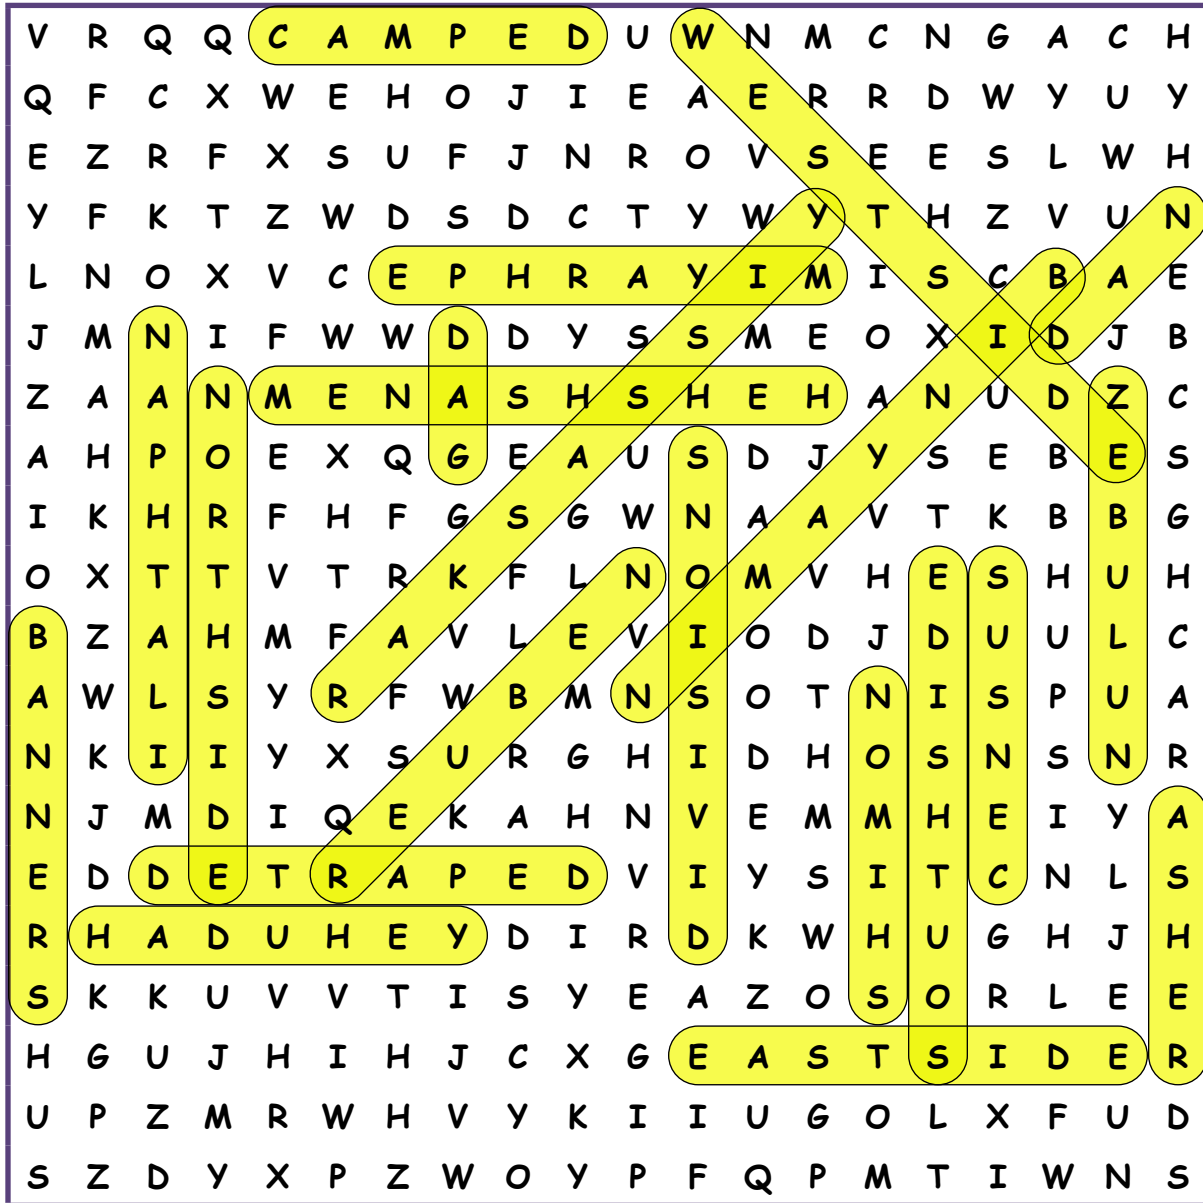 V R Q Q C A M P E D U W N M C N G A C H
Q F C X W E H O J I E A E R R D W Y U Y
E Z R F X S U F J N R O V S E E S L W H
Y F K T Z W D S D C T Y W Y T H Z V U N
L N O X V C E P H R A Y I M I S C B A E
J M N I F W W D D Y S S M E O X I D J B
Z A A N M E N A S H S H E H A N U D Z C
A H P O E X Q G E A U S D J Y S E B E S
I K H R F H F G S G W N A A V T K B B G
O X T T V T R K F L N O M V H E S H U H
B Z A H M F A V L E V I O D J D U U L C
A W L S Y R F W B M N S O T N I S P U A
N K I I Y X S U R G H I D H O S N S N R
N J M D I Q E K A H N V E M M H E I Y A
E D D E T R A P E D V I Y S I T C N L S
R H A D U H E Y D I R D K W H U G H J H
S K K U V V T I S Y E A Z O S O R L E E
H G U J H I H J C X G E A S T S I D E R
U P Z M R W H V Y K I I U G O L X F U D
S Z D Y X P Z W O Y P F Q P M T I W N S